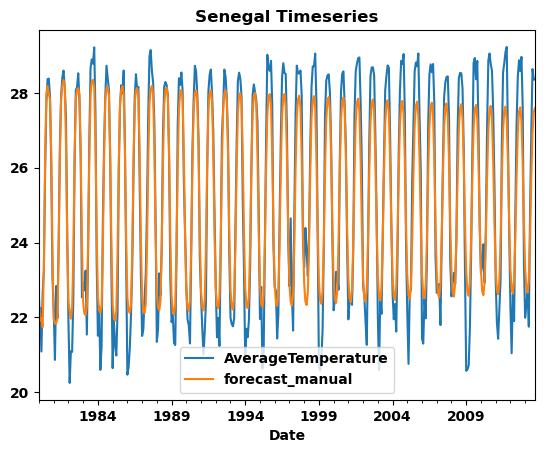 Senegal Timeseries
28
26
24
22
20
AverageTemperature
forecast_manual
1984
1989
1994
1999
2004
2009
Date